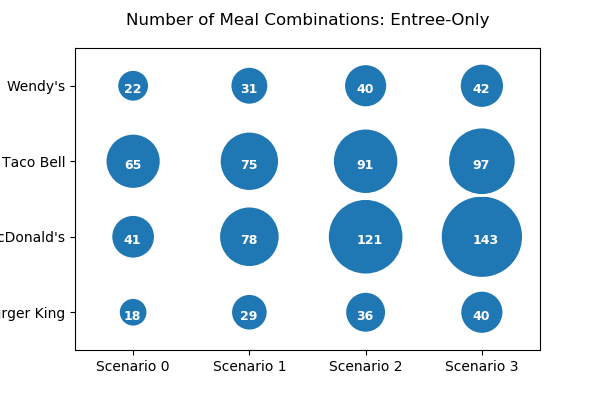 Number of Meal Combinations: Entree-Only
Wendy's 22 31 40 42
Taco Bell 65 75 91 97
cDonald's 41 78 121 143
rger King 18 29 36 40
Scenario 0 Scenario 1 Scenario 2 Scenario 3